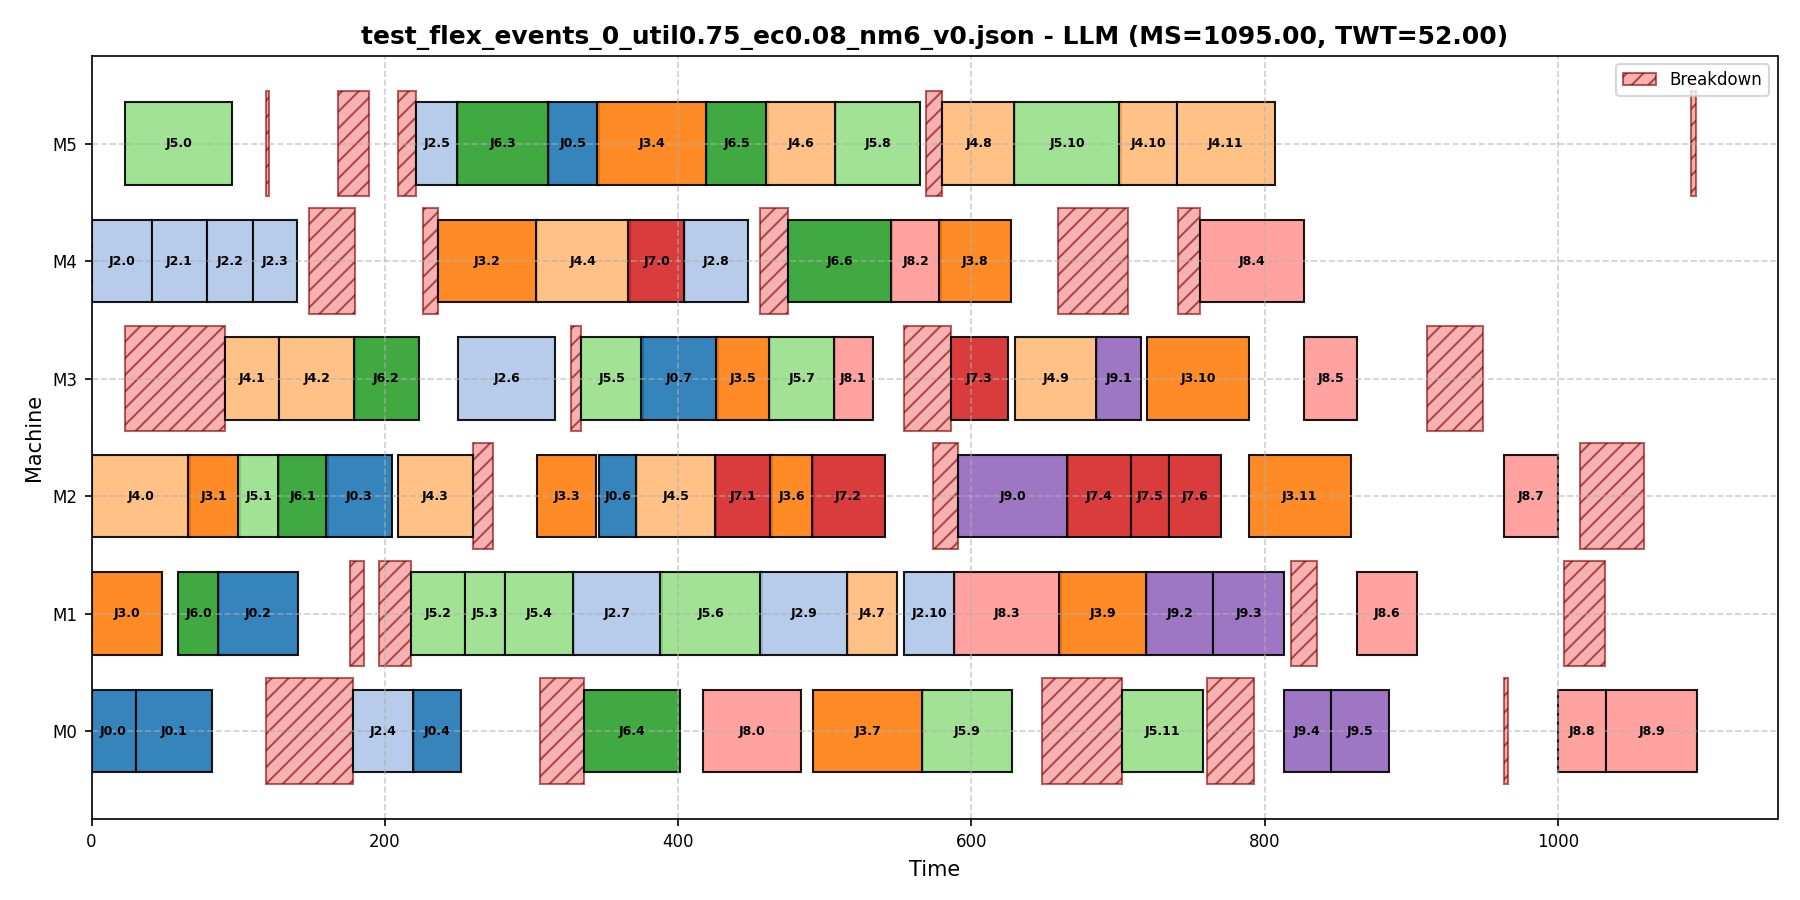 test_flex_events_0_util0.75_ec0.08_nm6_v0.json - LLM (MS=1095.00, TWT=52.00)
Breakdown
M5
J5.0 J2.5 J6.3 J0.5 J3.4 J6.5 J4.6 J5.8 J4.8 J5.10 J4.10 J4.11
M4
J2.0 J2.1 J2.2 J2.3 J3.2 J4.4 J7.0 J2.8 J6.6 J8.2 J3.8 J8.4
M3
J4.1 J4.2 J6.2 J2.6 J5.5 J0.7 J3.5 J5.7 J8.1 J7.3 J4.9 J9.1 J3.10 J8.5
M2
J4.0 J3.1 J5.1 J6.1 J0.3 J4.3 J3.3 J0.6 J4.5 J7.1 J3.6 J7.2 J9.0 J7.4 J7.5 J7.6 J3.11 J8.7
M1
J3.0 J6.0 J0.2 J5.2 J5.3 J5.4 J2.7 J5.6 J2.9 J4.7 J2.10 J8.3 J3.9 J9.2 J9.3 J8.6
M0
J0.0 J0.1 J2.4 J0.4 J6.4 J8.0 J3.7 J5.9 J5.11 J9.4 J9.5 J8.8 J8.9
Machine
0 200 400 600 800 1000
Time